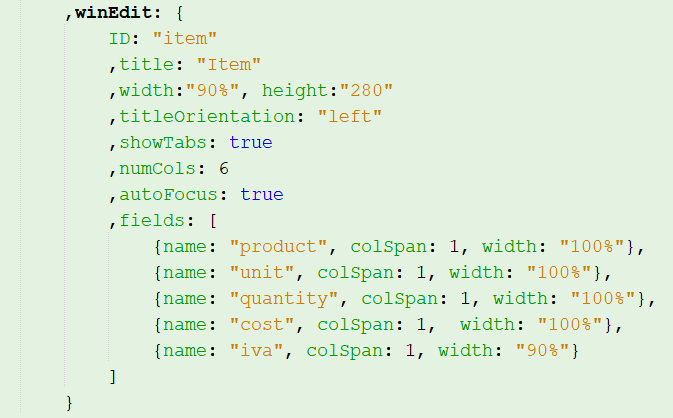 ,winEdit: {
ID: "item"
,title: "Item"
,width:"90%", height:"280"
,titleOrientation: "left"
,showTabs: true
,numCols: 6
,autoFocus: true
,fields: [
{name: "product", colSpan: 1, width: "100%"},
{name: "unit", colSpan: 1, width: "100%"},
{name: "quantity", colSpan: 1, width: "100%"},
{name: "cost", colSpan: 1,  width: "100%"},
{name: "iva", colSpan: 1, width: "90%"}
]
}